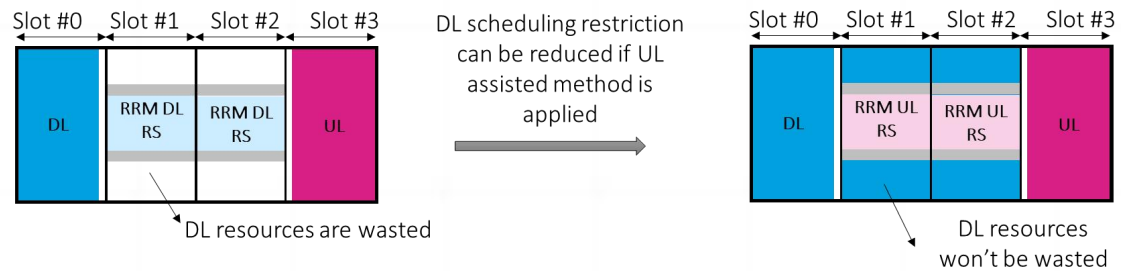 Slot #0 Slot #1 Slot #2 Slot #3
DL
RRM DL
RS
RRM DL
RS
UL
DL resources are wasted
DL scheduling restriction
can be reduced if UL
assisted method is
applied
Slot #0 Slot #1 Slot #2 Slot #3
DL
RRM UL
RS
RRM UL
RS
UL
DL resources
won't be wasted